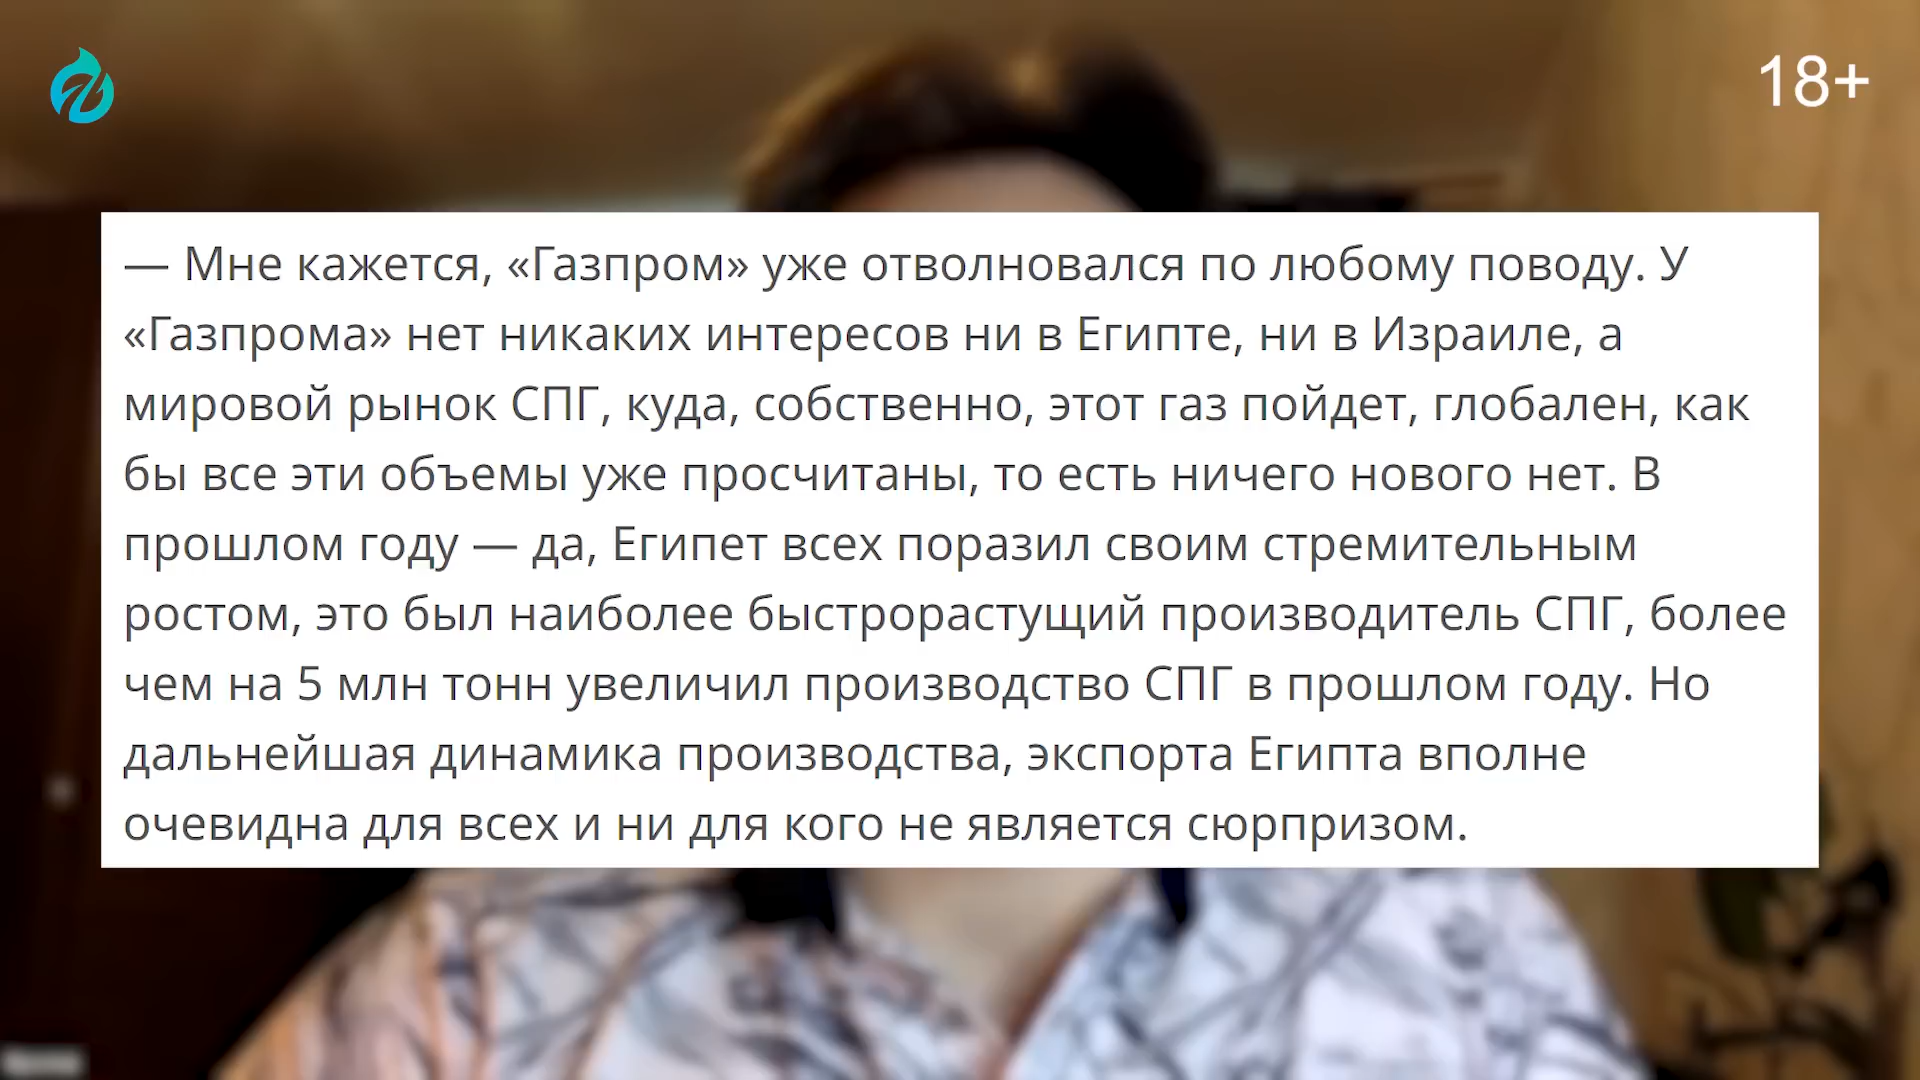 18+
— Мне кажется, «Газпром» уже отволновался по любому поводу. У
«Газпрома» нет никаких интересов ни в Египте, ни в Израиле, а
мировой рынок СПГ, куда, собственно, этот газ пойдет, глобален, как
бы все эти объемы уже просчитаны, то есть ничего нового нет. В
прошлом году — да, Египет всех поразил своим стремительным
ростом, это был наиболее быстрорастущий производитель СПГ, более
чем на 5 млн тонн увеличил производство СПГ в прошлом году. Но
дальнейшая динамика производства, экспорта Египта вполне
очевидна для всех и ни для кого не является сюрпризом.